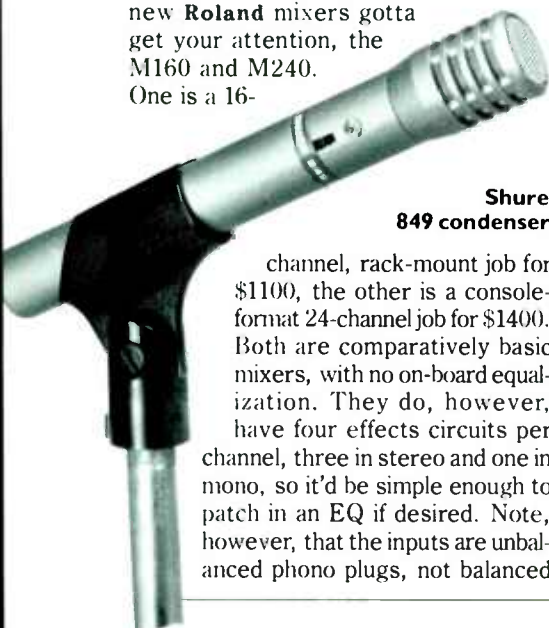 new Roland mixers gotta
get your attention, the
M160 and M240.
One is a 16-
Shure
849 condenser
channel, rack-mount job for
$1100, the other is a console-
format 24-channel job for $1400.
Both are comparatively basic
mixers, with no on-board equal-
ization. They do, however,
have four effects circuits per
channel, three in stereo and one in
mono, so it'd be simple enough to
patch in an EQ if desired. Note,
however, that the inputs are unbal-
anced phono plugs, not balanced